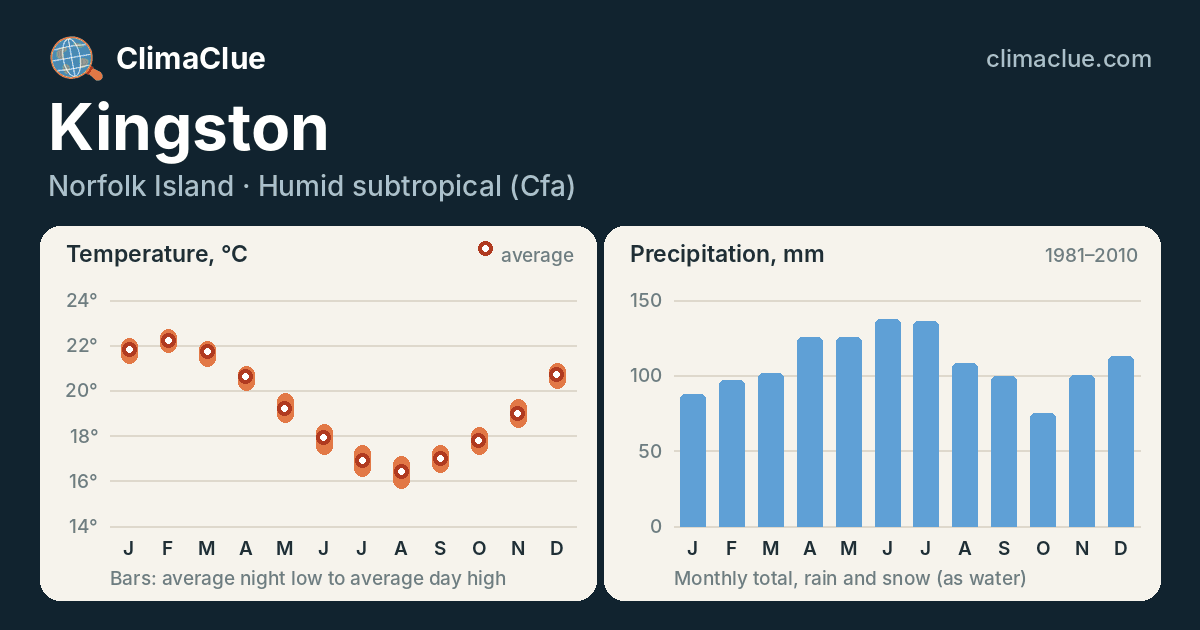 ClimaClue
climaclue.com
Kingston
Norfolk Island · Humid subtropical (Cfa)
Temperature, °C
average
24°
22°
20°
18°
16°
14°
J F M A M J J A S O N D
Bars: average night low to average day high
Precipitation, mm
1981–2010
150
100
50
0
J F M A M J J A S O N D
Monthly total, rain and snow (as water)